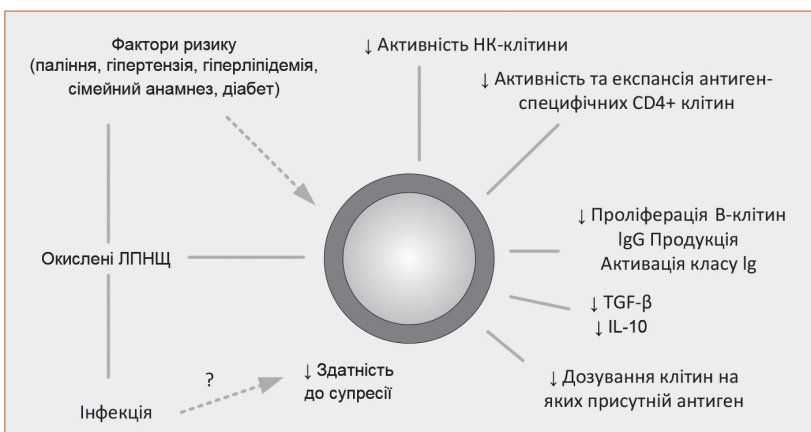 Фактори ризику
(паління, гіпертензія, гіперліпідемія,
сімейний анамнез, діабет)
↓ Активність НК-клітини
↓ Активність та експансія антиген-
специфічних CD4+ клітин
Окислені ЛПНЩ
↓ Проліферація В-клітин
IgG Продукція
Активація класу Ig
↓ TGF-β
↓ IL-10
?
↓ Здатність
до супресії
↓ Дозування клітин на
яких присутній антиген
Інфекція